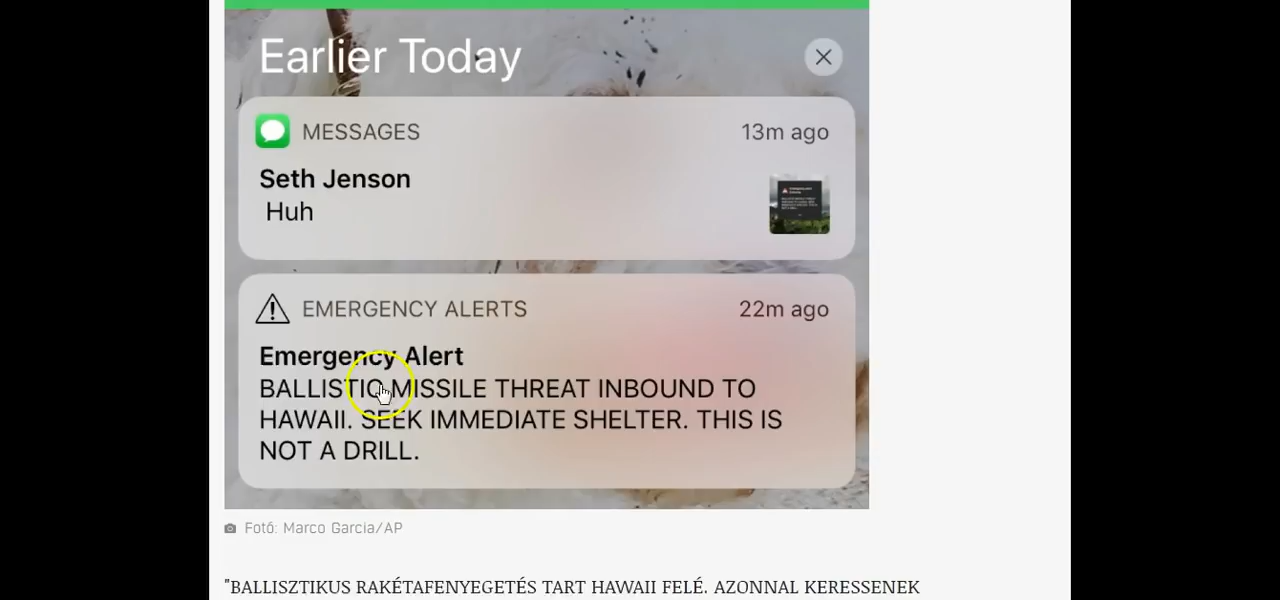 Earlier Today
MESSAGES 13m ago
Seth Jenson
Huh
EMERGENCY ALERTS 22m ago
Emergency Alert
BALLISTIC MISSILE THREAT INBOUND TO
HAWAII. SEEK IMMEDIATE SHELTER. THIS IS
NOT A DRILL.
Fotó: Marco Garcia/AP
"BALLISZTIKUS RAKÉTAFENYEGETÉS TART HAWAII FELÉ. AZONNAL KERESSENEK